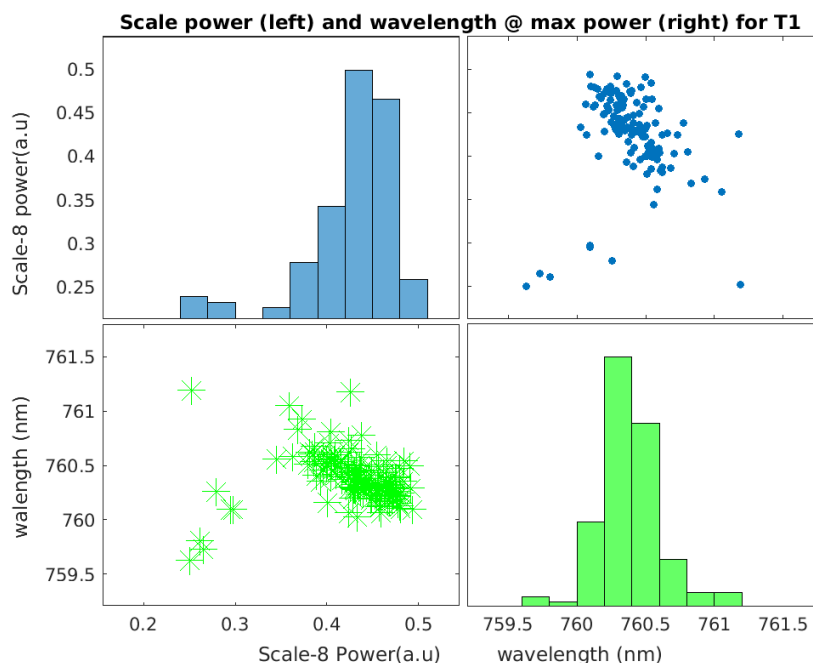 Scale power (left) and wavelength @ max power (right) for T1
Scale-8 power(a.u)
0.5
0.45
0.4
0.35
0.3
0.25
walength (nm)
761.5
761
760.5
760
759.5
0.2 0.3 0.4 0.5
759.5 760 760.5 761 761.5
Scale-8 Power(a.u)
wavelength (nm)